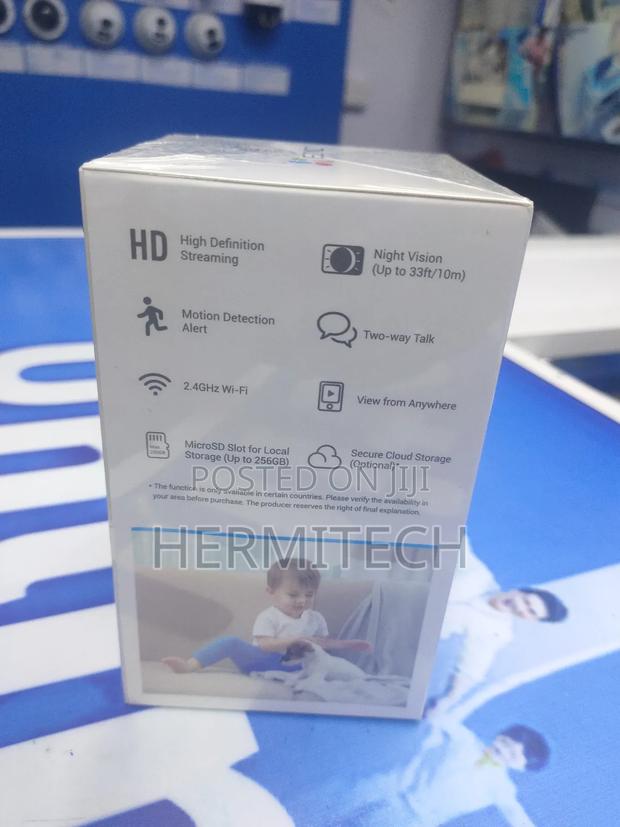 HD
High Definition
Streaming
Night Vision
(Up to 33ft/10m)
Motion Detection
Alert
Two-way Talk
2.4GHz Wi-Fi
View from Anywhere
MicroSD Slot for Local
Storage (Up to 256GB)
Secure Cloud Storage
(Optional)*
POSTED ON JIJI
* The function is only available in certain countries. Please verify the availability in
your area before purchase. The producer reserves the right of final explanation.
HERMITECH